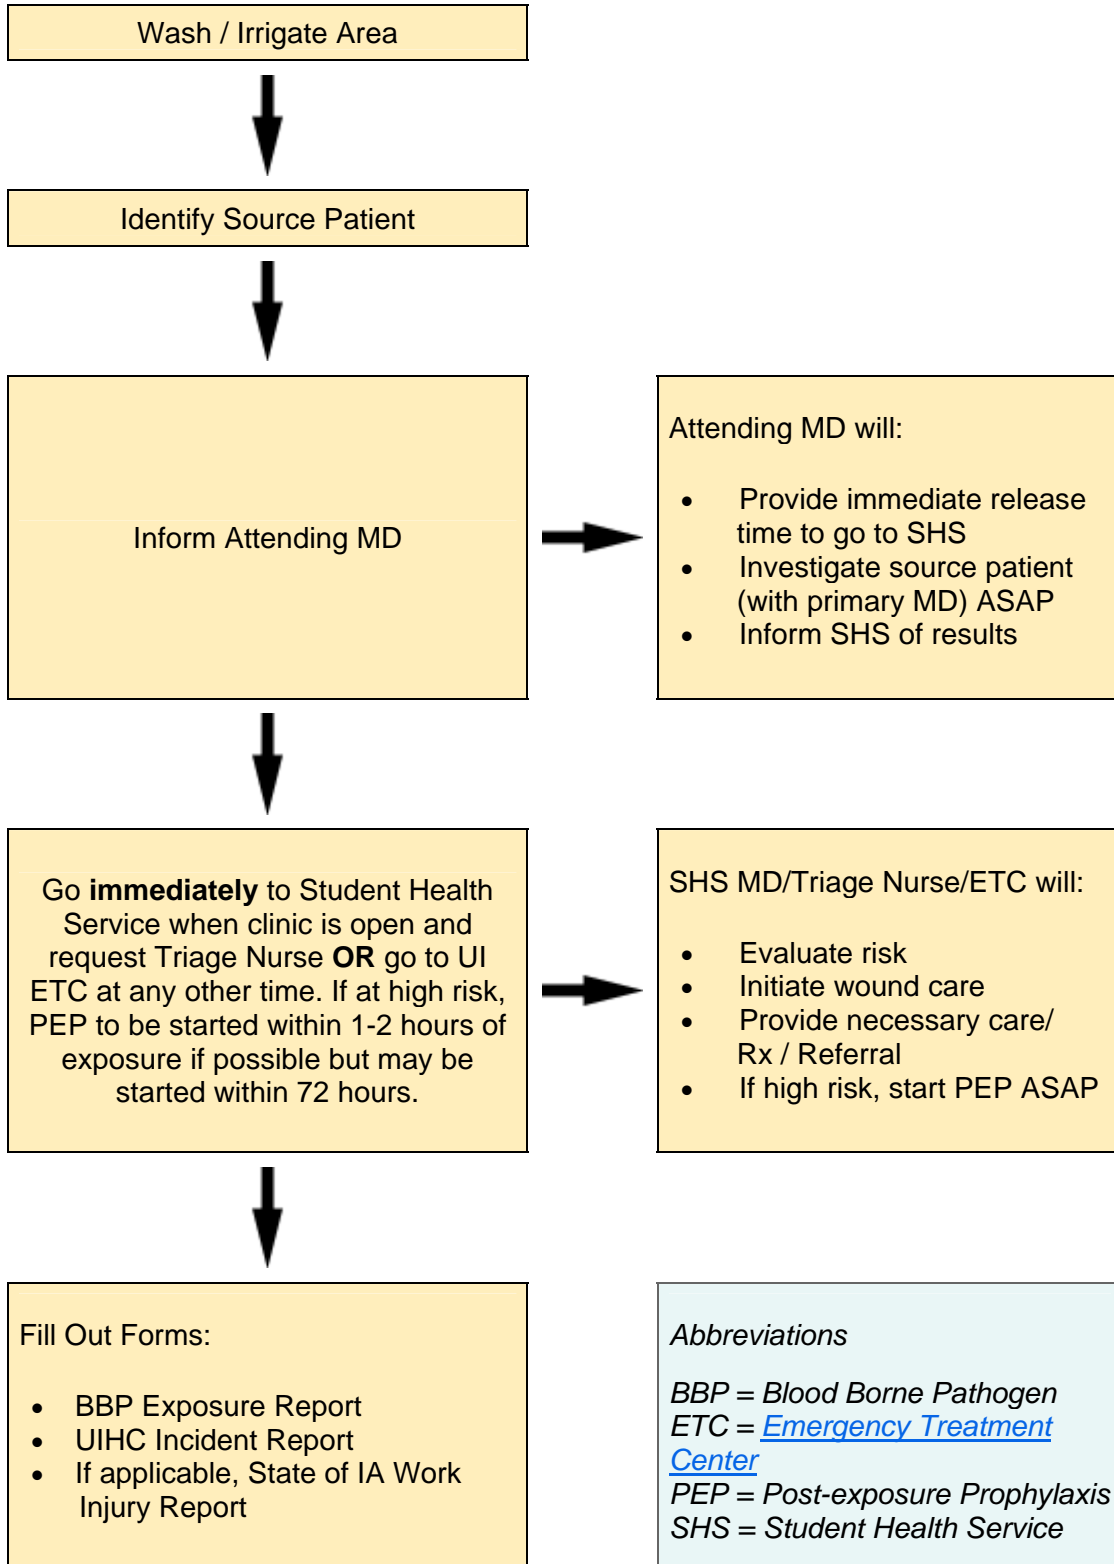 Wash / Irrigate Area
Identify Source Patient
Inform Attending MD
Attending MD will:
• Provide immediate release
time to go to SHS
• Investigate source patient
(with primary MD) ASAP
• Inform SHS of results
Go immediately to Student Health
Service when clinic is open and
request Triage Nurse OR go to UI
ETC at any other time. If at high risk,
PEP to be started within 1-2 hours of
exposure if possible but may be
started within 72 hours.
SHS MD/Triage Nurse/ETC will:
• Evaluate risk
• Initiate wound care
• Provide necessary care/
Rx / Referral
• If high risk, start PEP ASAP
Fill Out Forms:
• BBP Exposure Report
• UIHC Incident Report
• If applicable, State of IA Work
Injury Report
Abbreviations
BBP = Blood Borne Pathogen
ETC = Emergency Treatment
Center
PEP = Post-exposure Prophylaxis
SHS = Student Health Service